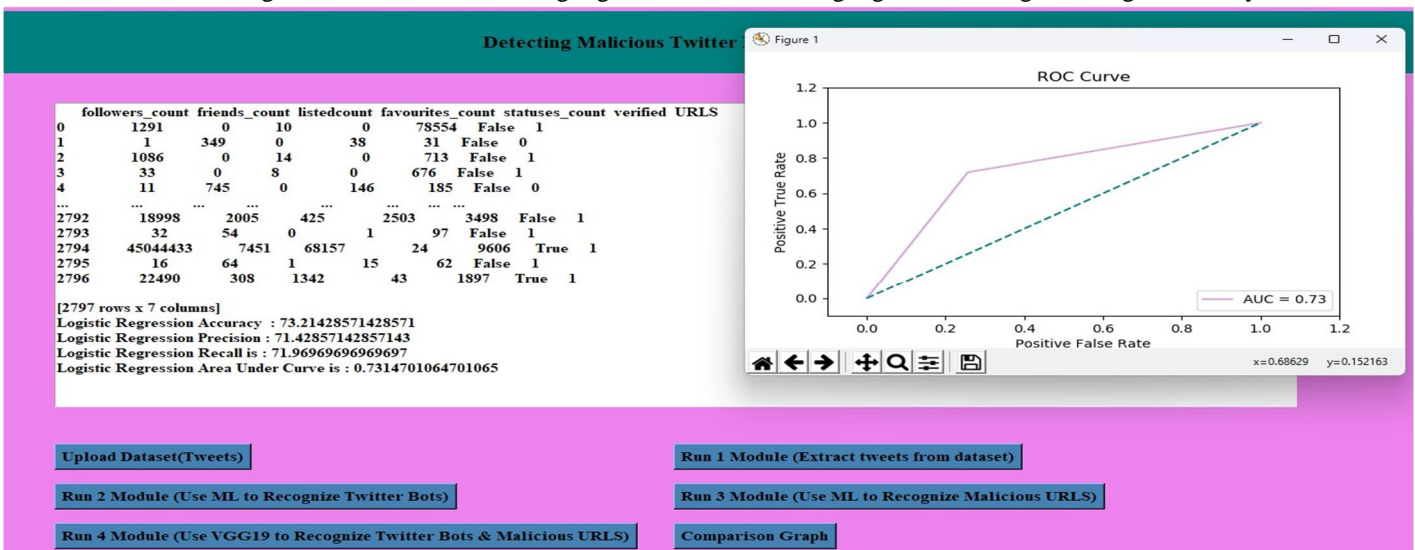 Detecting Malicious Twitter
followers_count friends_count listedcount favourites_count statuses_count verified URLS
0 1291 0 10 0 78554 False 1
1 1 349 0 38 31 False 0
2 1086 0 14 0 713 False 1
3 33 0 8 0 676 False 1
4 11 745 0 146 185 False 0
... ... ... ... ... ... ... ...
2792 18998 2005 425 2503 3498 False 1
2793 32 54 0 1 97 False 1
2794 45044433 7451 68157 24 9606 True 1
2795 16 64 1 15 62 False 1
2796 22490 308 1342 43 1897 True 1
[2797 rows x 7 columns]
Logistic Regression Accuracy : 73.21428571428571
Logistic Regression Precision : 71.42857142857143
Logistic Regression Recall is : 71.96969696969697
Logistic Regression Area Under Curve is : 0.7314701064701065
Figure 1
ROC Curve
1.2
1.0
0.8
0.6
0.4
0.2
0.0
Positive True Rate
AUC = 0.73
0.0 0.2 0.4 0.6 0.8 1.0 1.2
Positive False Rate
x=0.68629 y=0.152163
Upload Dataset(Tweets)
Run 1 Module (Extract tweets from dataset)
Run 2 Module (Use ML to Recognize Twitter Bots)
Run 3 Module (Use ML to Recognize Malicious URLS)
Run 4 Module (Use VGG19 to Recognize Twitter Bots & Malicious URLS)
Comparison Graph